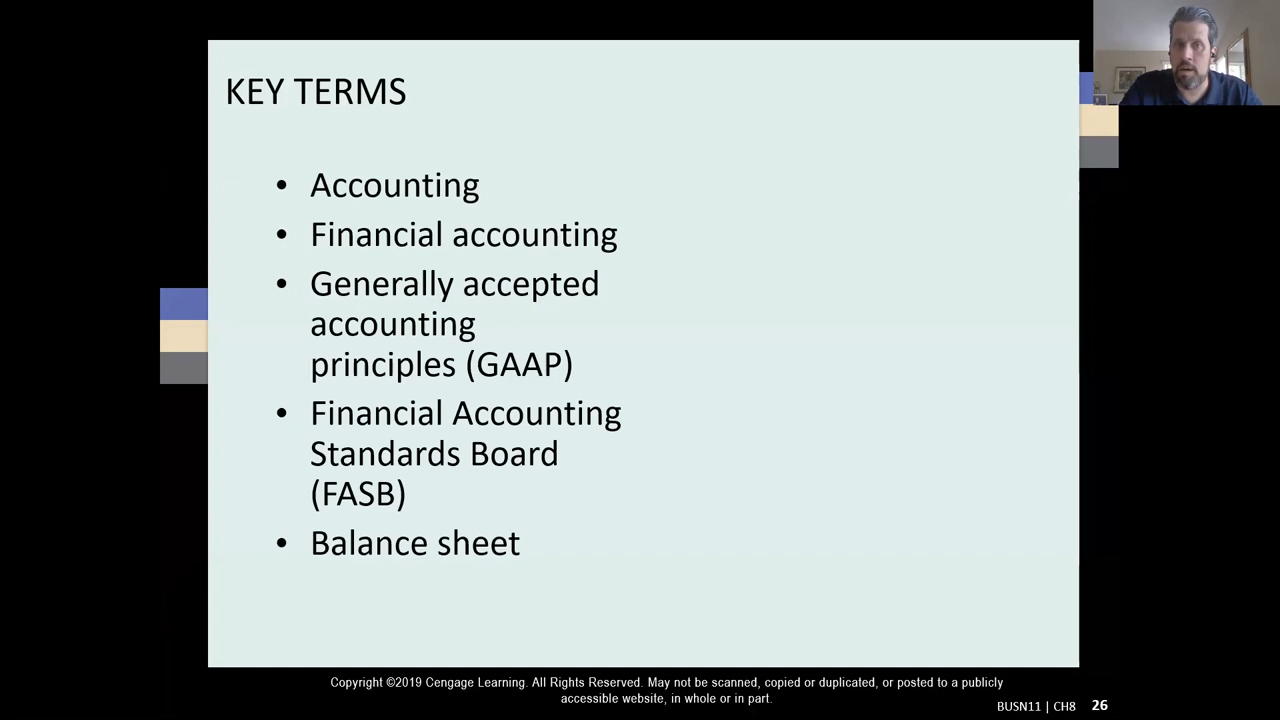 KEY TERMS
• Accounting
• Financial accounting
• Generally accepted
accounting
principles (GAAP)
• Financial Accounting
Standards Board
(FASB)
• Balance sheet
Copyright ©2019 Cengage Learning. All Rights Reserved. May not be scanned, copied or duplicated, or posted to a publicly
accessible website, in whole or in part.
BUSN11 | CH8 26